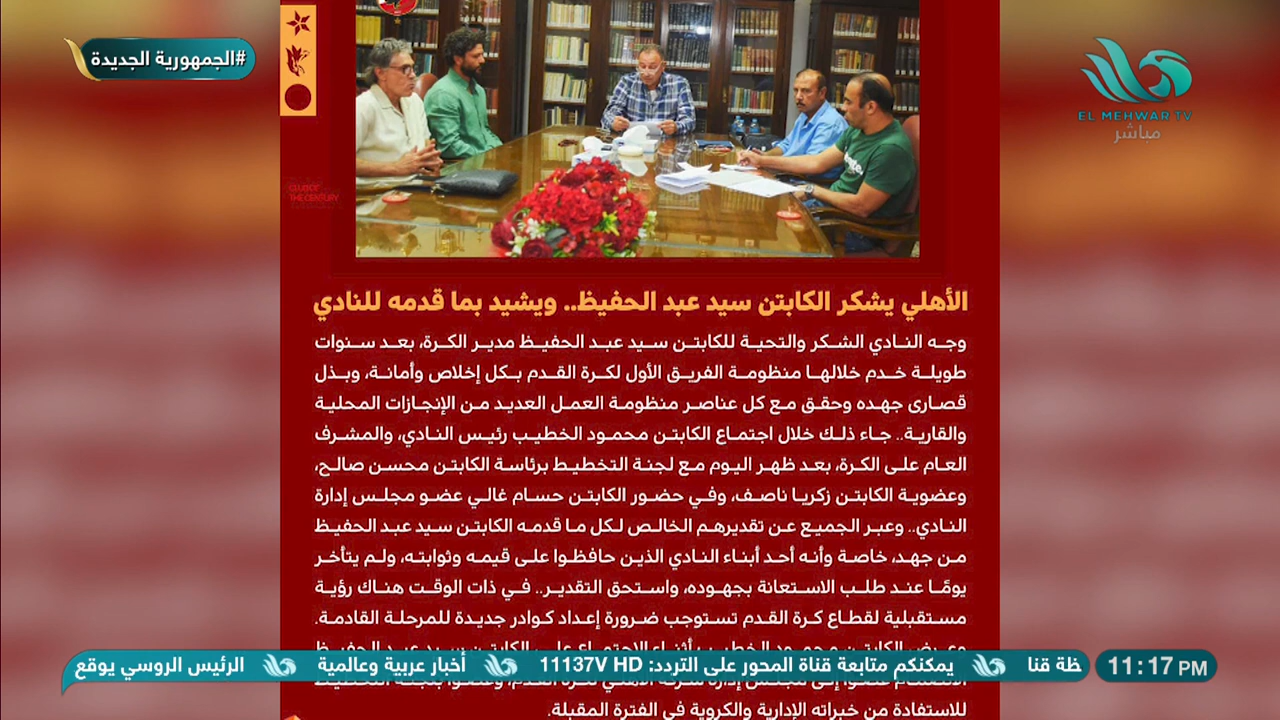 #الجمهورية الجديدة
EL MEHWAR TV
مباشر
CLUB OF
THE CENTURY
الأهلي يشكر الكابتن سيد عبد الحفيظ.. ويشيد بما قدمه للنادي
وجه النادي الشكر والتحية للكابتن سيد عبد الحفيظ مدير الكرة، بعد سنوات
طويلة خدم خلالها منظومة الفريق الأول لكرة القدم بكل إخلاص وأمانة، وبذل
قصارى جهده وحقق مع كل عناصر منظومة العمل العديد من الإنجازات المحلية
والقارية.. جاء ذلك خلال اجتماع الكابتن محمود الخطيب رئيس النادي، والمشرف
العام على الكرة، بعد ظهر اليوم مع لجنة التخطيط برئاسة الكابتن محسن صالح،
وعضوية الكابتن زكريا ناصف، وفي حضور الكابتن حسام غالي عضو مجلس إدارة
النادي.. وعبر الجميع عن تقديرهم الخالص لكل ما قدمه الكابتن سيد عبد الحفيظ
من جهد، خاصة وأنه أحد أبناء النادي الذين حافظوا على قيمه وثوابته، ولم يتأخر
يومًا عند طلب الاستعانة بجهوده، واستحق التقدير.. في ذات الوقت هناك رؤية
مستقبلية لقطاع كرة القدم تستوجب ضرورة إعداد كوادر جديدة للمرحلة القادمة.
للاستفادة من خبراته الإدارية والكروية في الفترة المقبلة.
ظة قنا يمكنكم متابعة قناة المحور على التردد: 11137V HD أخبار عربية وعالمية الرئيس الروسي يوقع
11:17 PM